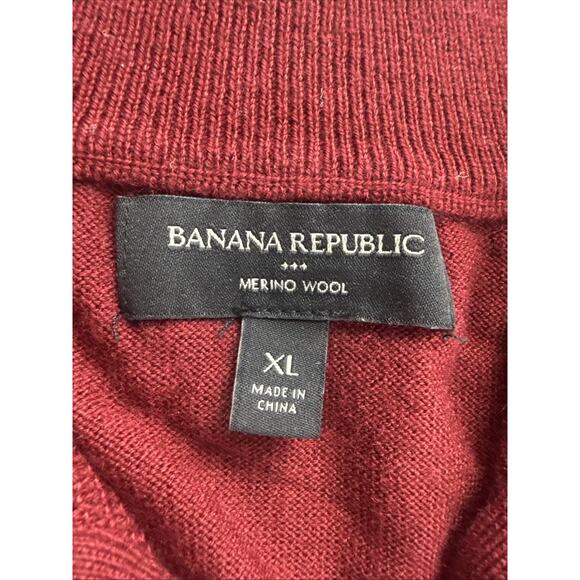 BANANA REPUBLIC
+++
MERINO WOOL
XL
MADE IN
CHINA